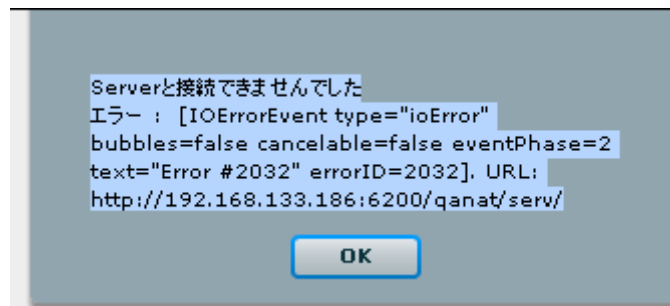 Serverと接続できませんでした
エラー : [IOErrorEvent type="ioError"
bubbles=false cancelable=false eventPhase=2
text="Error #2032" errorID=2032]. URL:
http://192.168.133.186:6200/qanat/serv/
OK